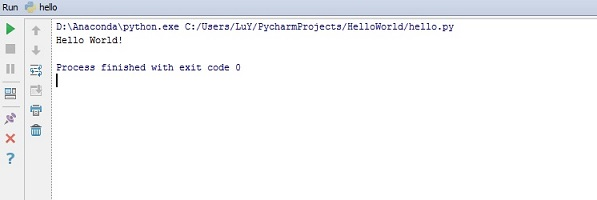 Run hello
D:\Anaconda\python.exe C:/Users/LuY/PycharmProjects/HelloWorld/hello.py
Hello World!
Process finished with exit code 0